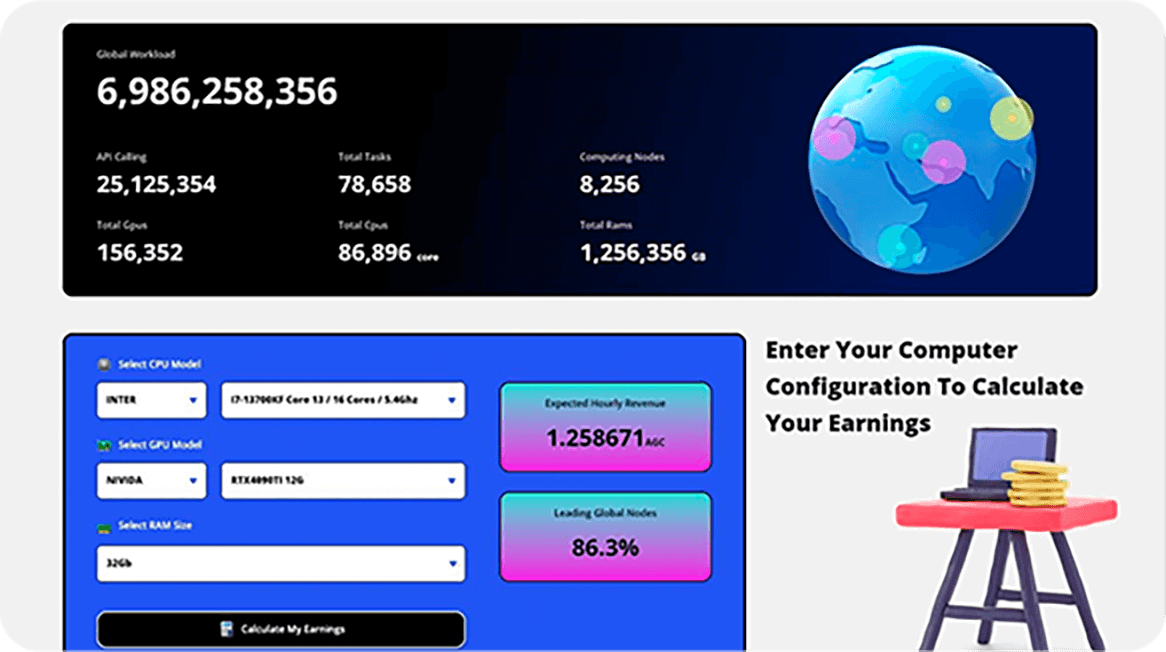 Global Workload
6,986,258,356
API Calling
Total Tasks
Computing Nodes
25,125,354
78,658
8,256
Total Gpus
Total Cpus
Total Rams
156,352
86,896 core
1,256,356 GB
Select CPU Model
INTER
I7-13700KF Core 13 / 16 Cores / 5.4Ghz
Select GPU Model
NIVIDA
RTX4090TI 12G
Select RAM Size
32Gb
Calculate My Earnings
Expected Hourly Revenue
1.258671 AGC
Leading Global Nodes
86.3%
Enter Your Computer
Configuration To Calculate
Your Earnings